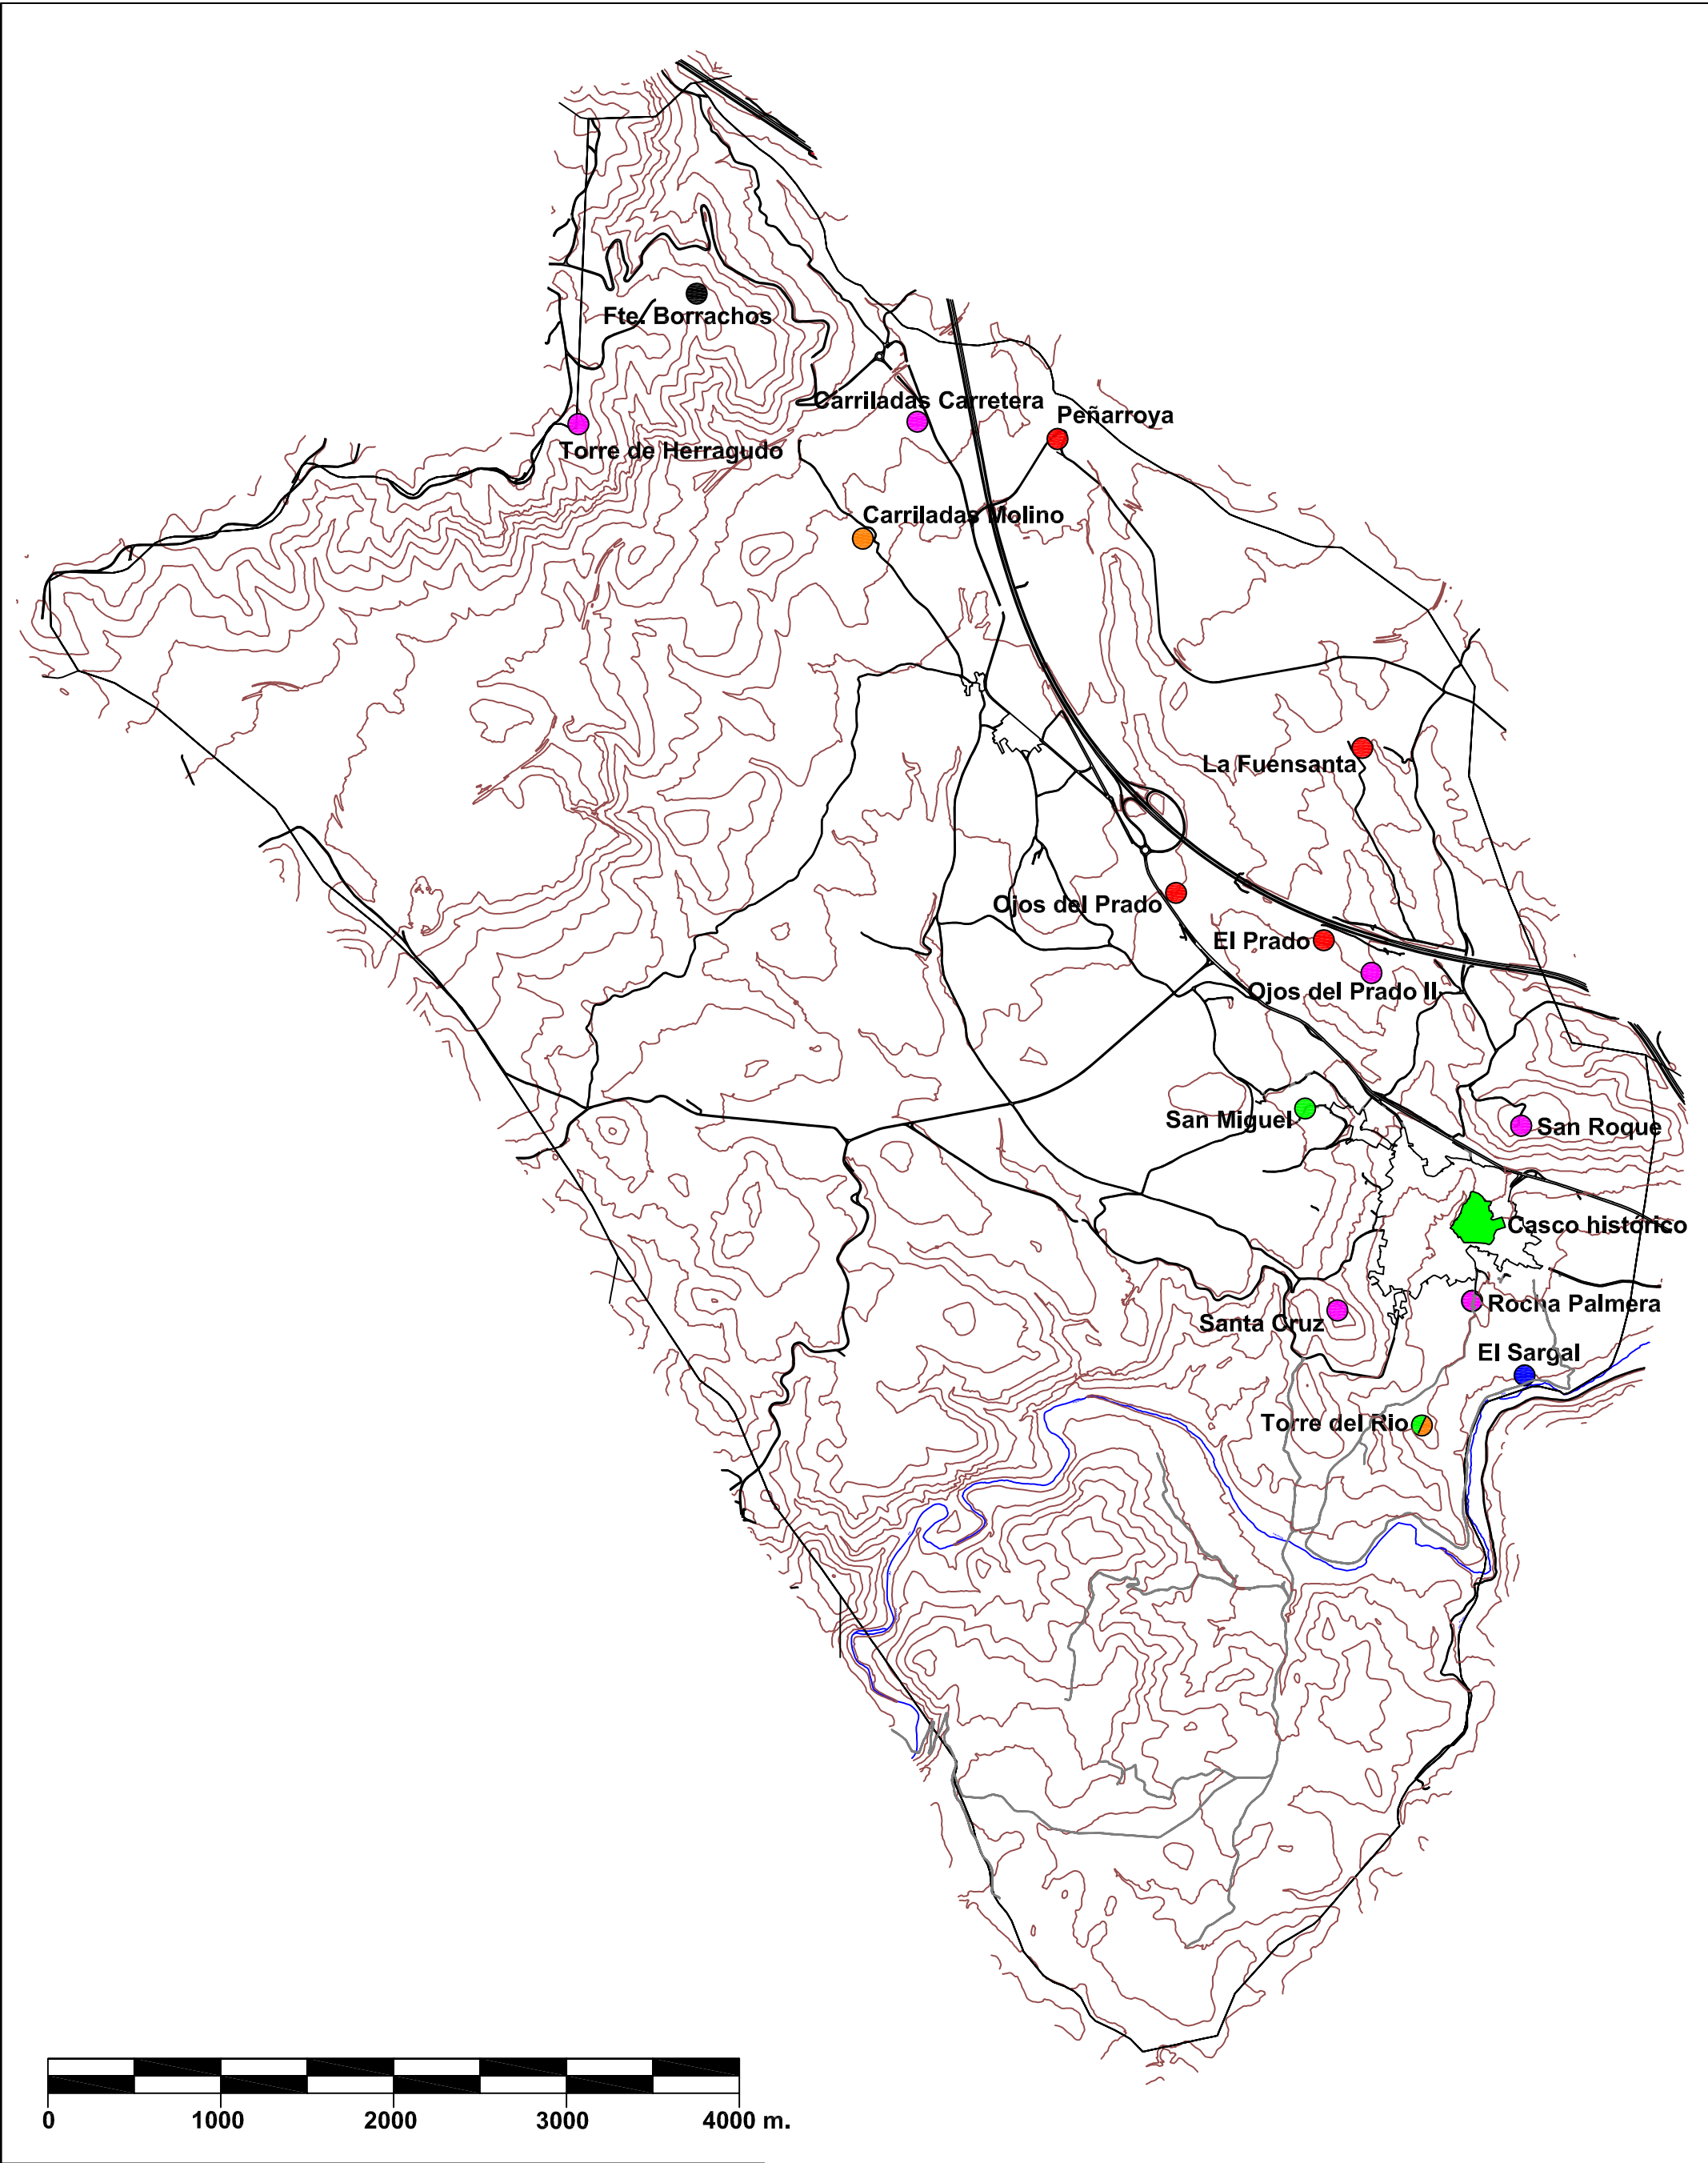 Fte. Borrachos
Carriladas Carretera
Peñarroya
Torre de Herragudo
Carriladas Molino
La Fuensanta
Ojos del Prado
El Prado
Ojos del Prado II
San Miguel
San Roque
Casco histórico
Rocha Palmera
Santa Cruz
El Sargal
Torre del Rio
0 1000 2000 3000 4000 m.